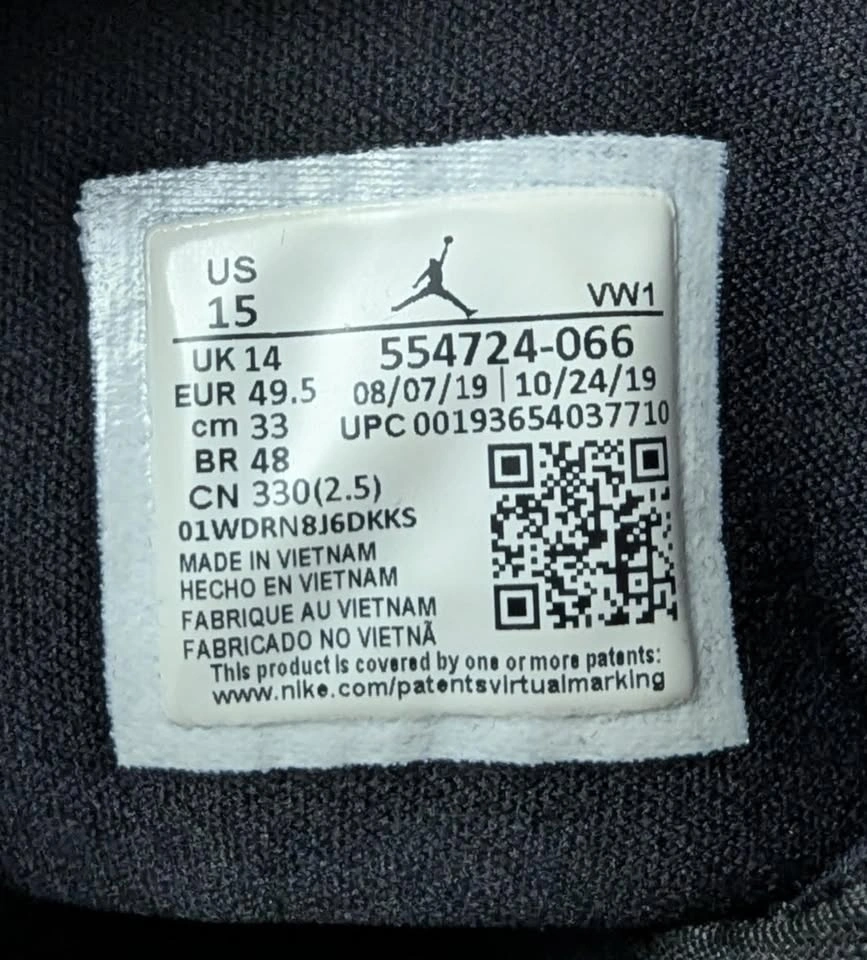 US
15
VW1
UK 14
554724-066
EUR 49.5
08/07/19 | 10/24/19
cm 33
UPC 00193654037710
BR 48
CN 330(2.5)
01WDRN8J6DKKS
MADE IN VIETNAM
HECHO EN VIETNAM
FABRIQUE AU VIETNAM
FABRICADO NO VIETNÃ
This product is covered by one or more patents:
www.nike.com/patentsvirtualmarking